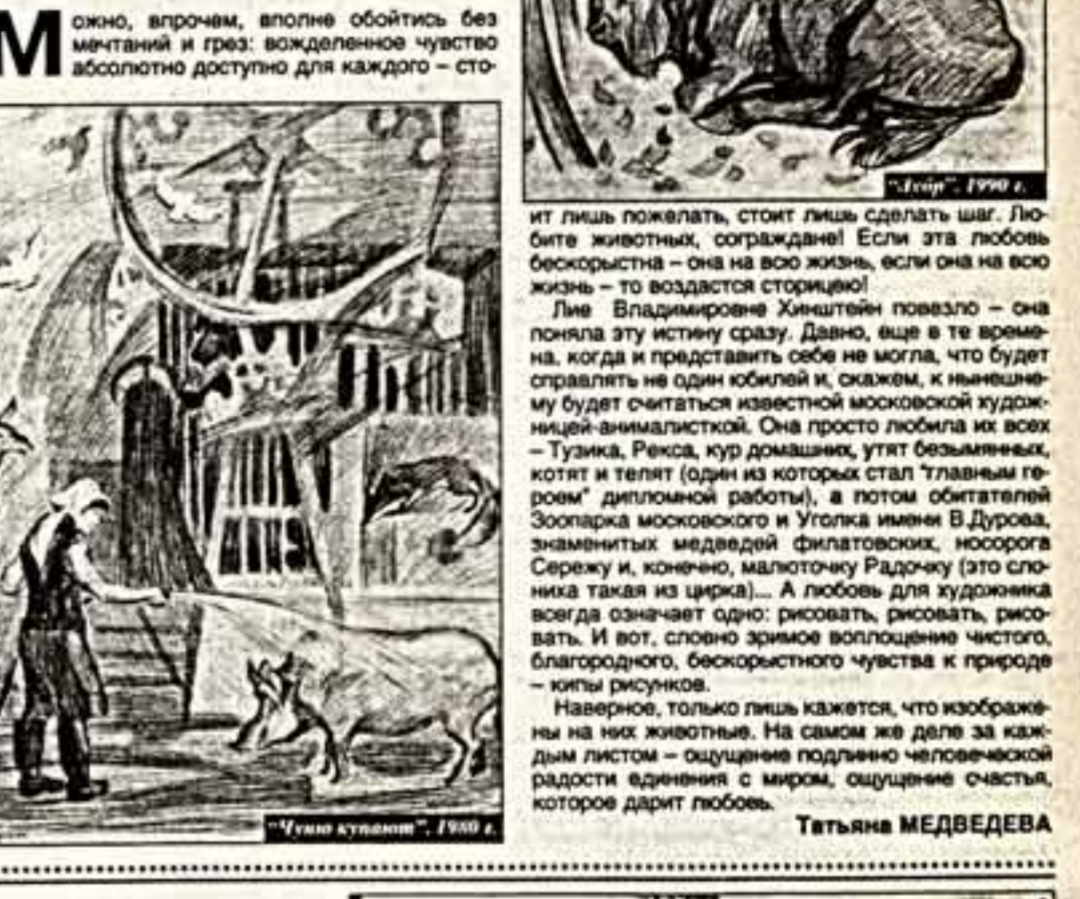 Можно, впрочем, вполне обойтись без
мечтаний и грез: вожделенное чувство
абсолютно доступно для каждого – сто-
"Чуню купают", 1980 г.
1990 г.
ит лишь пожелать, стоит лишь сделать шаг. Лю-
бите животных, сограждане! Если эта любовь
бескорыстна – она на всю жизнь, если она на всю
жизнь – то воздастся сторицею!
Лие Владимировне Хинштейн повезло – она
поняла эту истину сразу. Давно, еще в те време-
на, когда и представить себе не могла, что будет
справлять не один юбилей и, скажем, к нынешне-
му будет считаться известной московской худож-
ницей-анималисткой. Она просто любила их всех
– Тузика, Рекса, кур домашних, утят безымянных,
котят и телят (один из которых стал "главным ге-
роем" дипломной работы), а потом обитателей
Зоопарка московского и Уголка имени В.Дурова,
знаменитых медведей филатовских, носорога
Сережу и, конечно, малюточку Радочку (это сло-
ниха такая из цирка)... А любовь для художника
всегда означает одно: рисовать, рисовать, рисо-
вать. И вот, словно зримое воплощение чистого,
благородного, бескорыстного чувства к природе
– кипы рисунков.
Наверное, только лишь кажется, что изображе-
ны на них животные. На самом же деле за каж-
дым листом – ощущение подлинно человеческой
радости единения с миром, ощущение счастья,
которое дарит любовь.
Татьяна МЕДВЕДЕВА